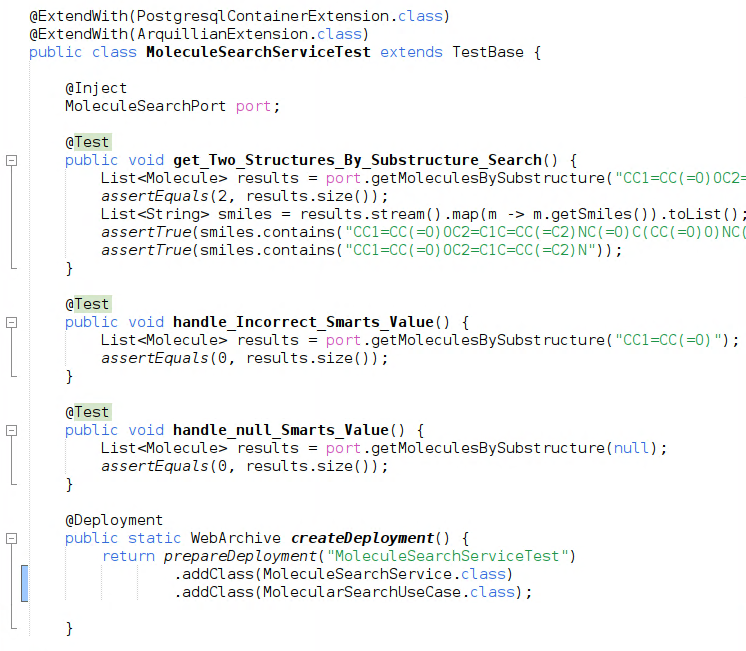 @ExtendWith(PostgresqlContainerExtension.class)
@ExtendWith(ArquillianExtension.class)
public class MoleculeSearchServiceTest extends TestBase {
@Inject
MoleculeSearchPort port;
@Test
public void get_Two_Structures_By_Substructure_Search() {
List<Molecule> results = port.getMoleculesBySubstructure("CC1=CC(=O)OC2=
assertEquals(2, results.size());
List<String> smiles = results.stream().map(m -> m.getSmiles()).toList();
assertTrue(smiles.contains("CC1=CC(=O)OC2=C1C=CC(=C2)NC(=O)C(CC(=O)O)NC(
assertTrue(smiles.contains("CC1=CC(=O)OC2=C1C=CC(=C2)N"));
}
@Test
public void handle_Incorrect_Smarts_Value() {
List<Molecule> results = port.getMoleculesBySubstructure("CC1=CC(=O)");
assertEquals(0, results.size());
}
@Test
public void handle_null_Smarts_Value() {
List<Molecule> results = port.getMoleculesBySubstructure(null);
assertEquals(0, results.size());
}
@Deployment
public static WebArchive createDeployment() {
return prepareDeployment("MoleculeSearchServiceTest")
.addClass(MoleculeSearchService.class)
.addClass(MolecularSearchUseCase.class);
}